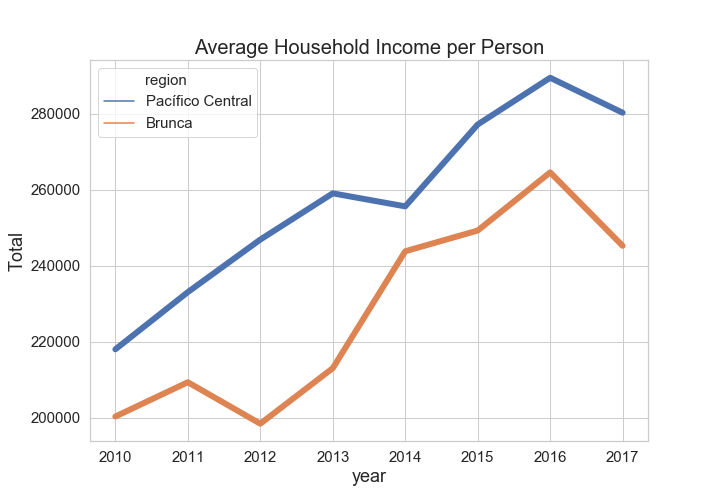 Average Household Income per Person
region
Pacífico Central
Brunca
Total
280000
260000
240000
220000
200000
2010 2011 2012 2013 2014 2015 2016 2017
year